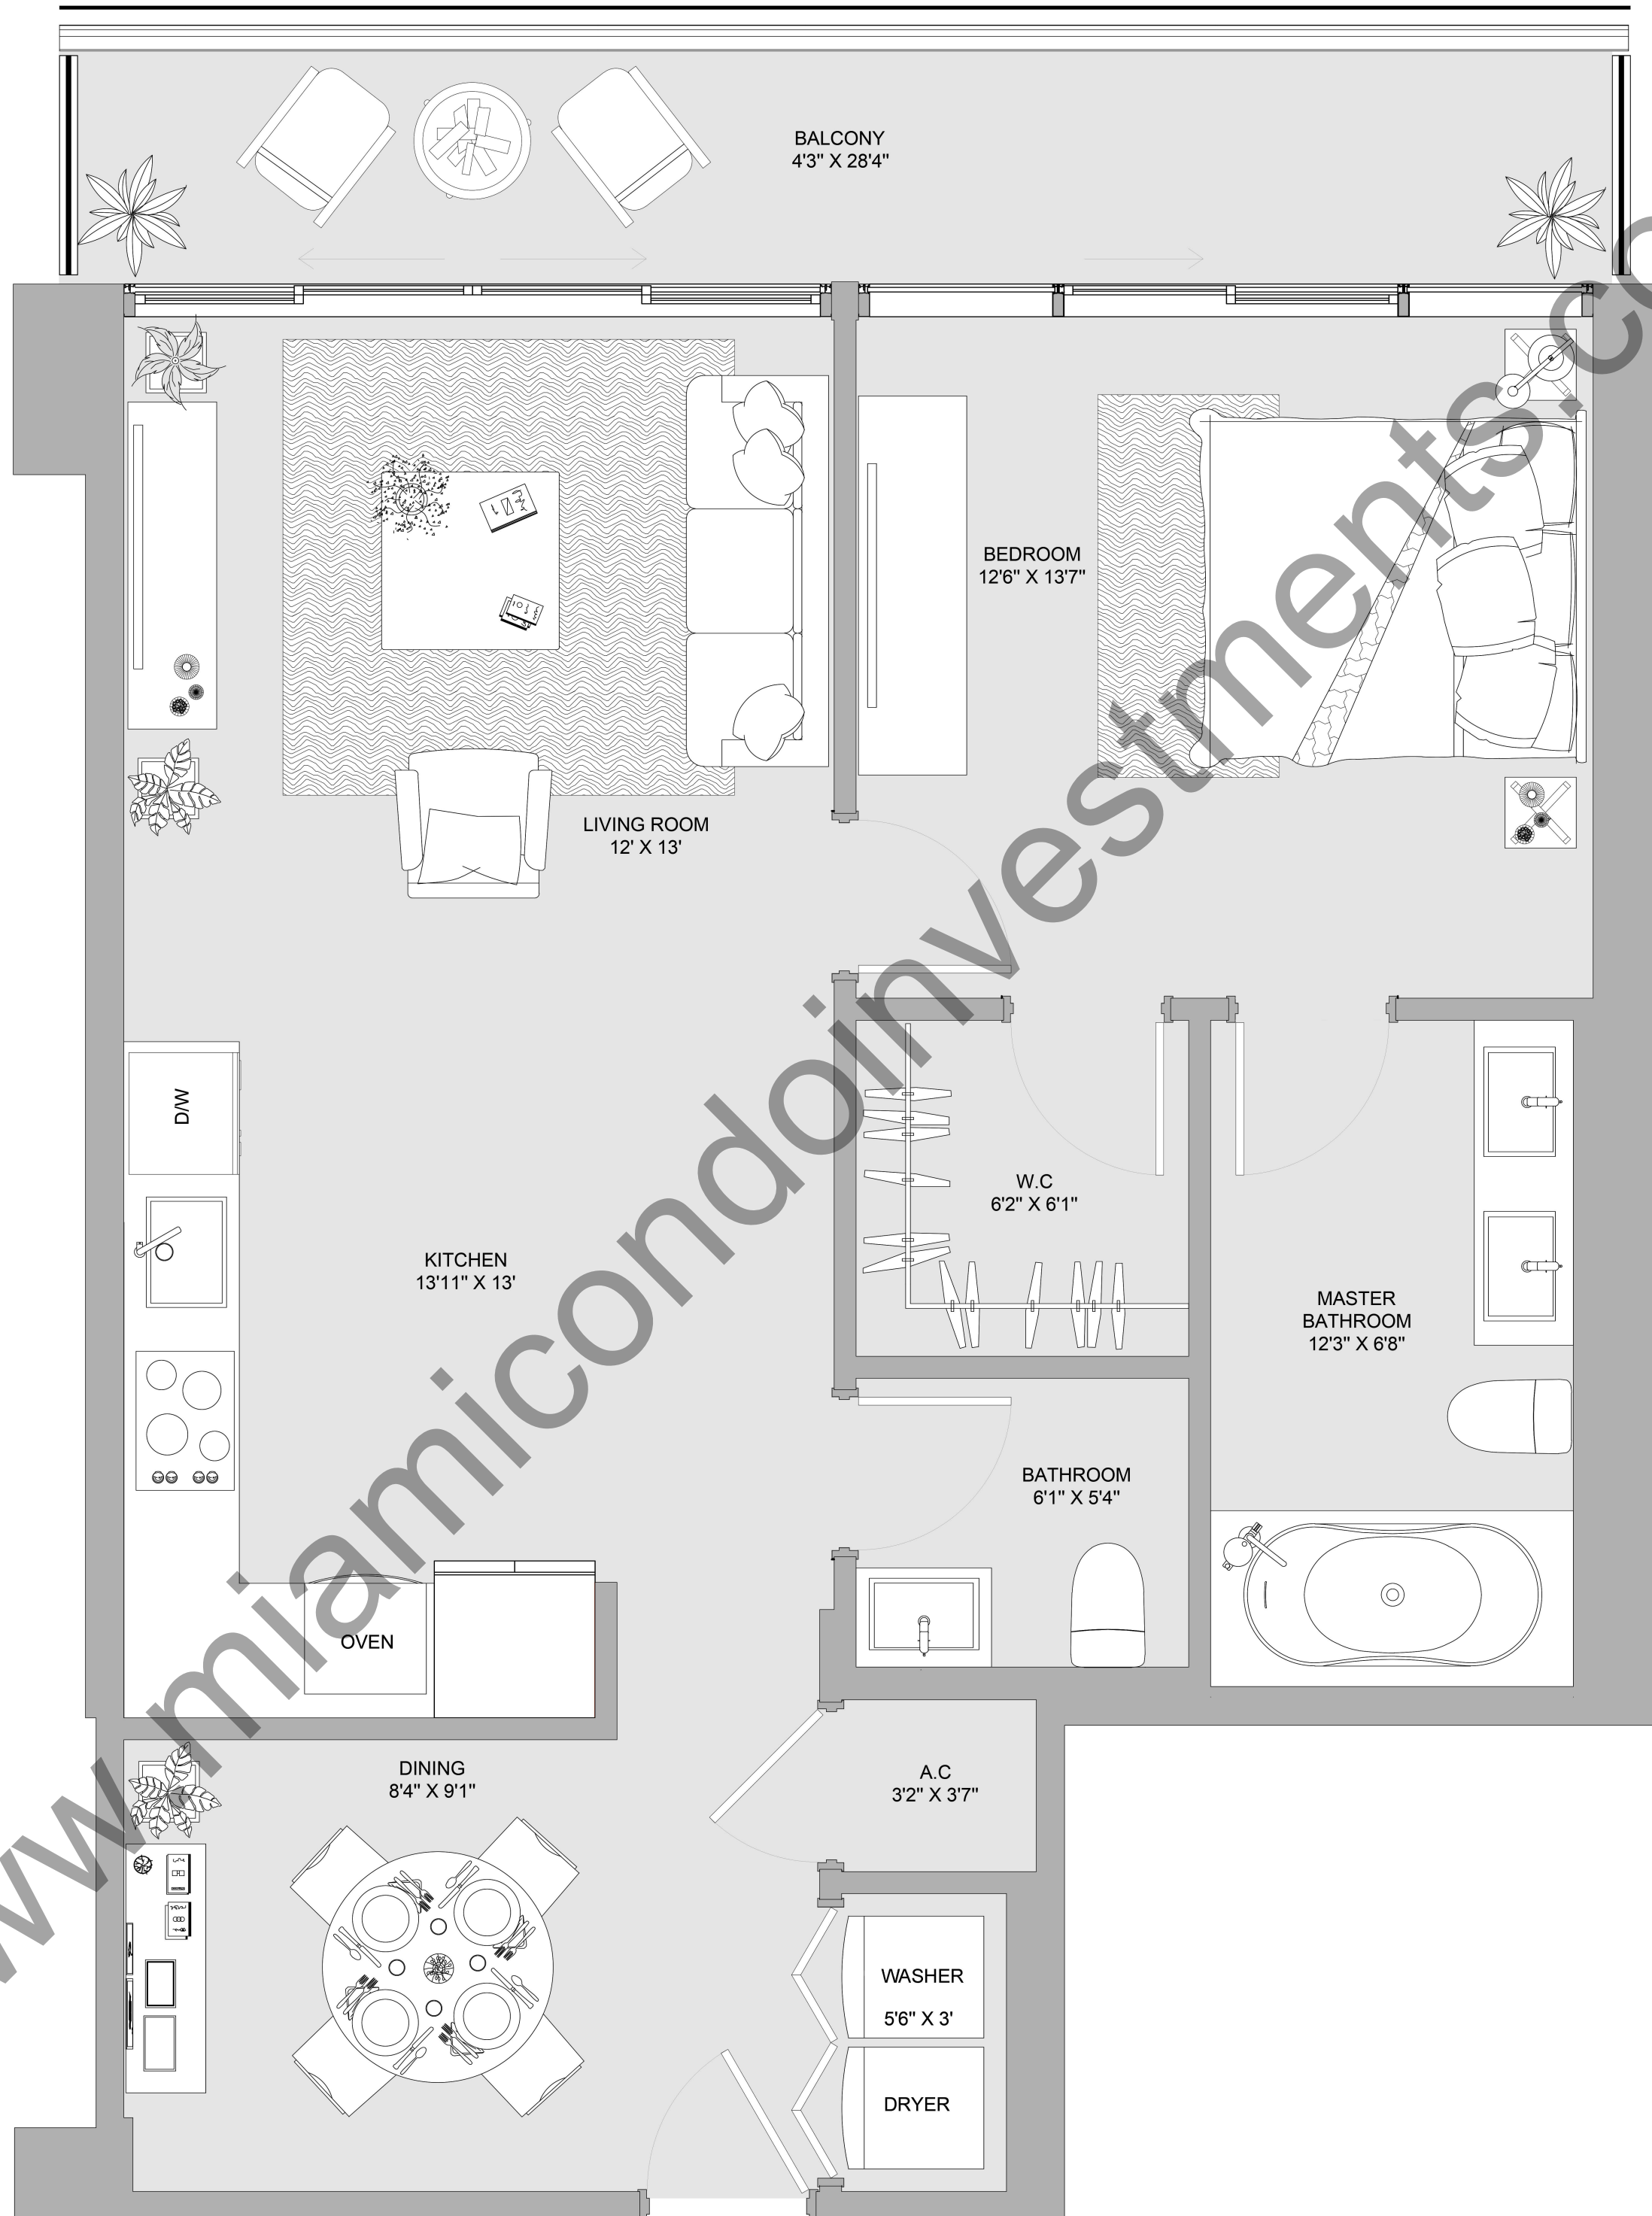 BALCONY
4'3" X 28'4"
BEDROOM
12'6" X 13'7"
LIVING ROOM
12' X 13'
D/W
W.C
6'2" X 6'1"
KITCHEN
13'11" X 13'
MASTER
BATHROOM
12'3" X 6'8"
BATHROOM
6'1" X 5'4"
OVEN
DINING
8'4" X 9'1"
A.C
3'2" X 3'7"
WASHER
5'6" X 3'
DRYER
w.miamicondoinvestments.co